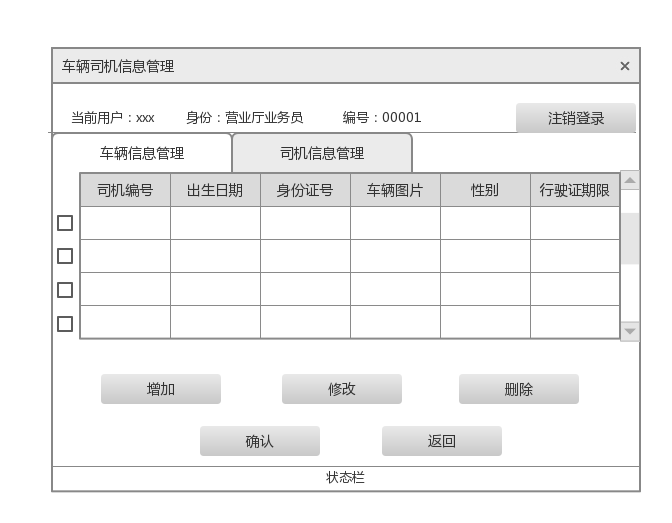 车辆司机信息管理
当前用户：xxx 身份：营业厅业务员 编号：00001 注销登录
车辆信息管理 司机信息管理
司机编号 出生日期 身份证号 车辆图片 性别 行驶证期限
增加 修改 删除
确认 返回
状态栏